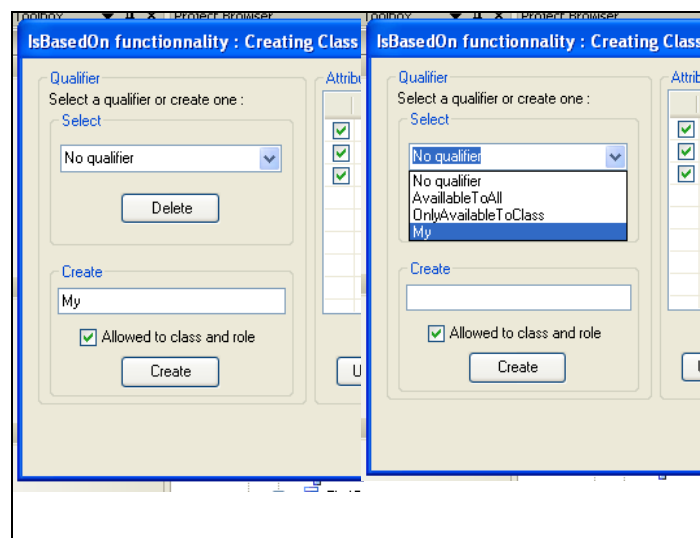 Toolbox Project Browser
IsBasedOn functionnality : Creating Class
Qualifier
Select a qualifier or create one :
Select
No qualifier
Delete
Create
My
Allowed to class and role
Create
Toolbox Project Browser
IsBasedOn functionnality : Creating Class
Qualifier
Select a qualifier or create one :
Select
No qualifier
No qualifier
AvaillableToAll
OnlyAvailableToClass
My
Create
Allowed to class and role
Create